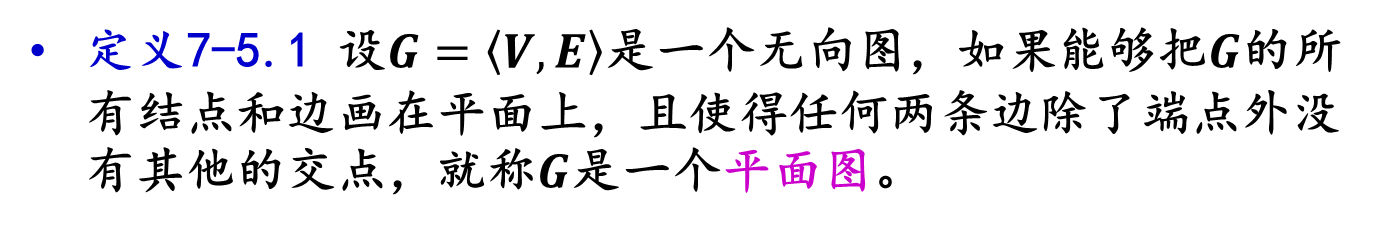 • 定义7-5.1 设G = ⟨V,E⟩是一个无向图，如果能够把G的所
有结点和边画在平面上，且使得任何两条边除了端点外没
有其他的交点，就称G是一个平面图。